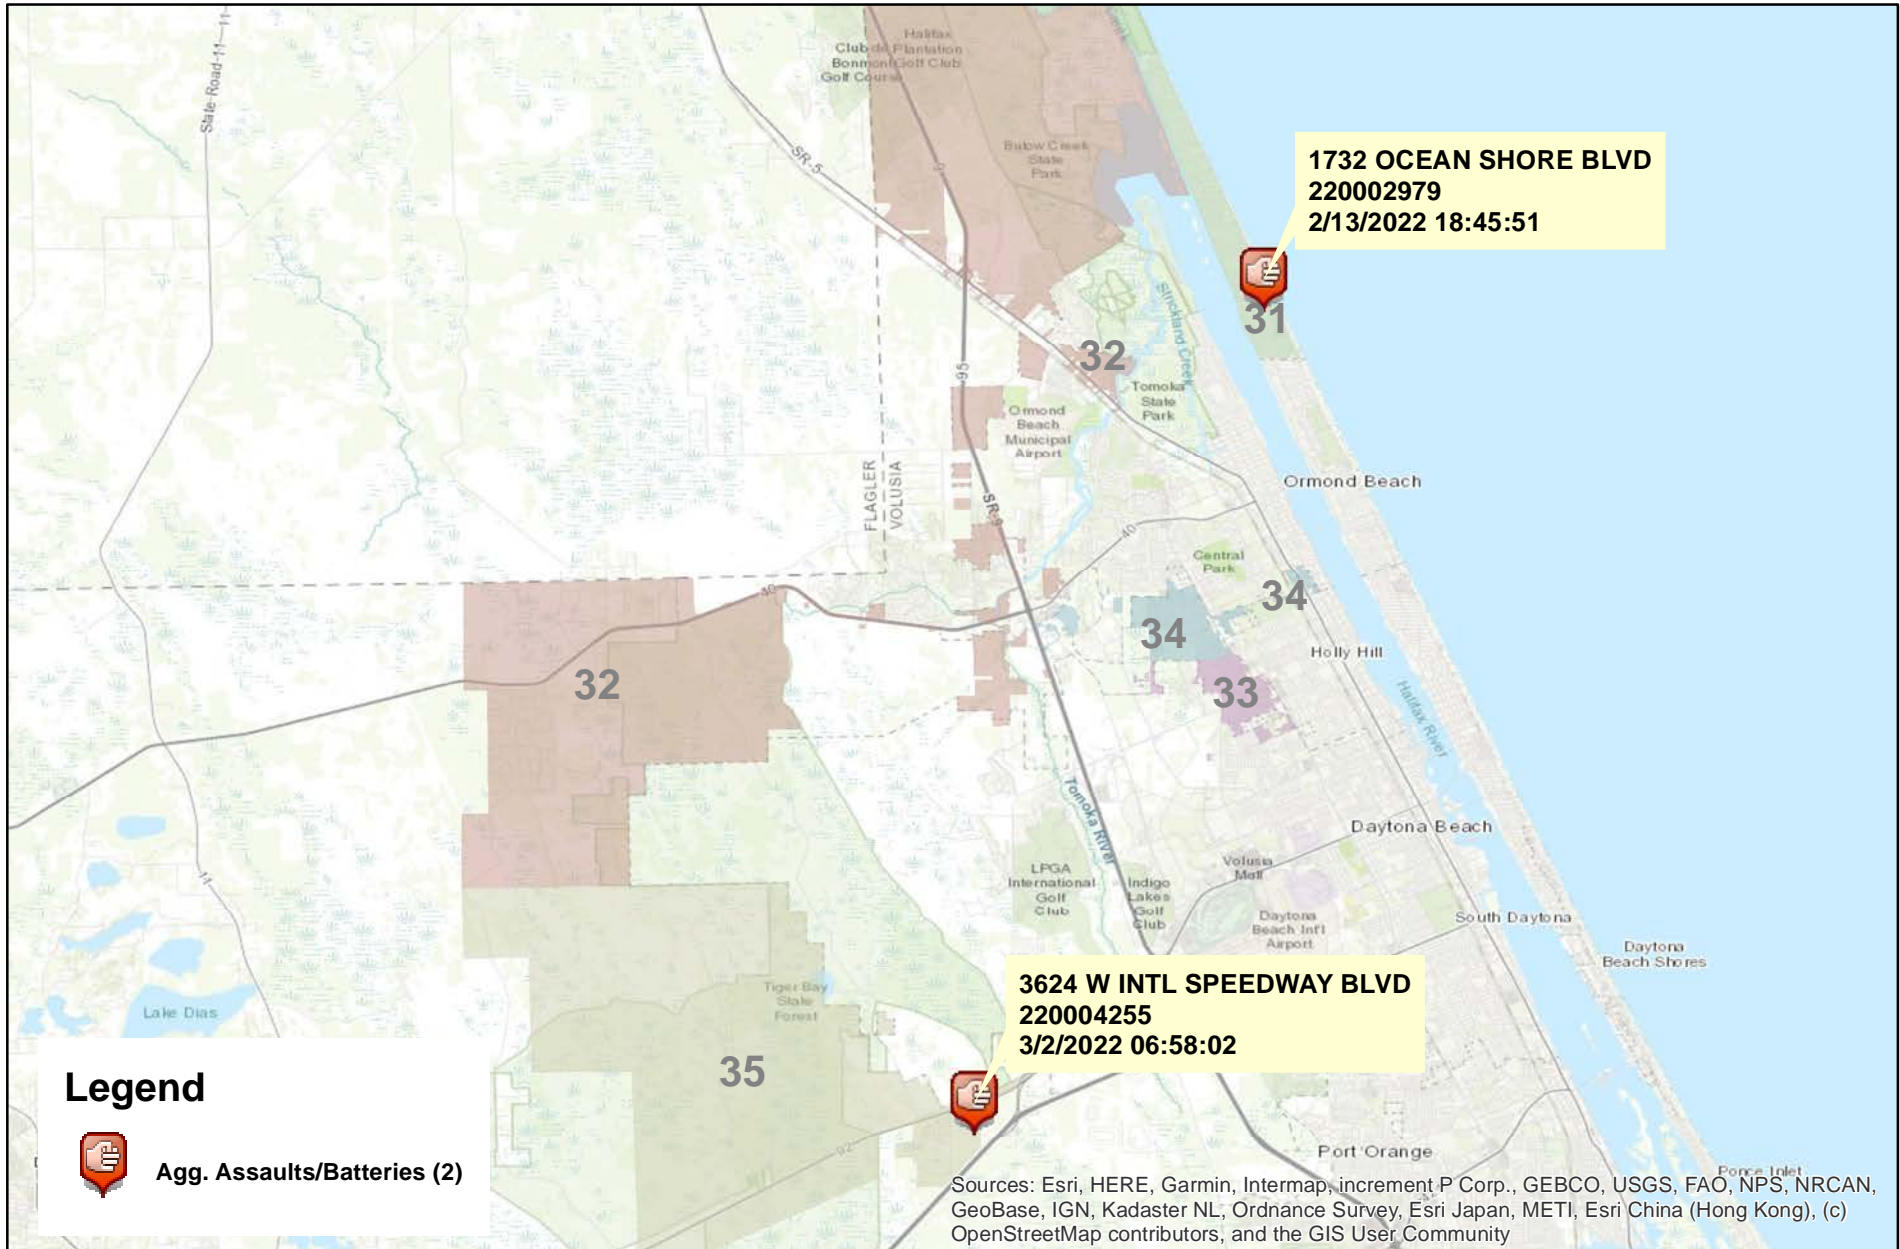 Halifax
Club de Plantation
Bonmont Golf Club
Golf Course
State-Road-11
11
SR-5
Bulow Creek
State
Park
1732 OCEAN SHORE BLVD
220002979
2/13/2022 18:45:51
31
32
Strickland Creek
95
Tomoka
State
Park
Ormond
Beach
Municipal
Airport
FLAGLER
VOLUSIA
SR-9
Ormond Beach
40
Central
Park
34
40
34
Holly Hill
32
33
Halifax River
Tomoka River
Daytona Beach
11
LPGA
International
Golf
Club
Indigo
Lakes
Golf
Club
Volusia
Mall
Daytona
Beach Int'l
Airport
South Daytona
Daytona
Beach Shores
Tiger Bay
State
Forest
Lake Dias
3624 W INTL SPEEDWAY BLVD
220004255
3/2/2022 06:58:02
35
92
Legend
Agg. Assaults/Batteries (2)
Port Orange
Ponce Inlet
Sources: Esri, HERE, Garmin, Intermap, increment P Corp., GEBCO, USGS, FAO, NPS, NRCAN,
GeoBase, IGN, Kadaster NL, Ordnance Survey, Esri Japan, METI, Esri China (Hong Kong), (c)
OpenStreetMap contributors, and the GIS User Community